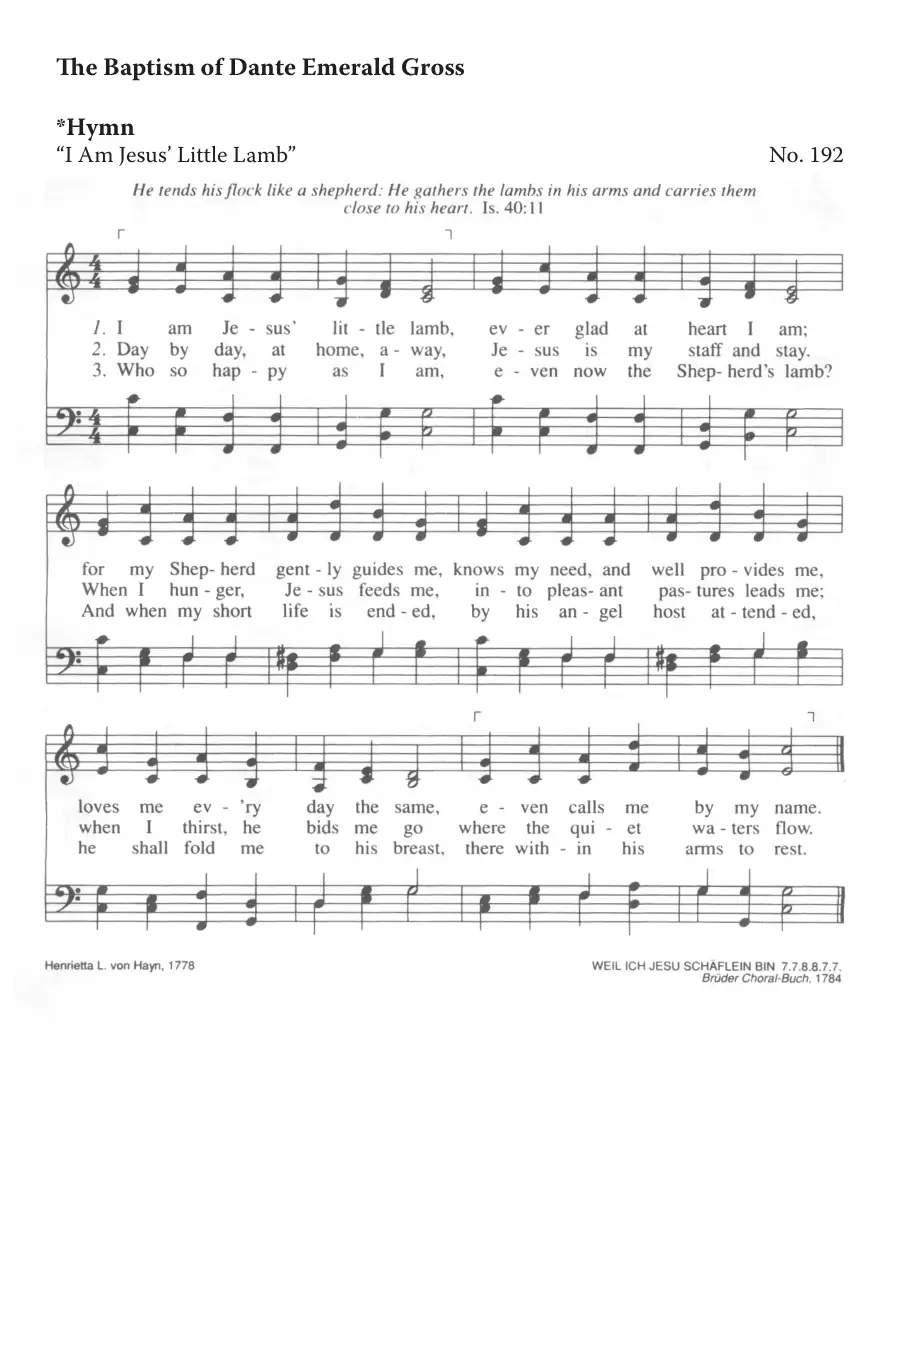 The Baptism of Dante Emerald Gross
*Hymn
“I Am Jesus’ Little Lamb” No. 192
He tends his flock like a shepherd: He gathers the lambs in his arms and carries them
close to his heart. Is. 40:11
1. I am Je - sus’ lit - tle lamb, ev - er glad at heart I am;
2. Day by day, at home, a - way, Je - sus is my staff and stay.
3. Who so hap - py as I am, e - ven now the Shep- herd’s lamb?
for my Shep- herd gent - ly guides me, knows my need, and well pro - vides me,
When I hun - ger, Je - sus feeds me, in - to pleas- ant pas- tures leads me;
And when my short life is end - ed, by his an - gel host at - tend - ed,
loves me ev - ’ry day the same, e - ven calls me by my name.
when I thirst, he bids me go where the qui - et wa - ters flow.
he shall fold me to his breast, there with - in his arms to rest.
Henrietta L. von Hayn, 1778 WEIL ICH JESU SCHÄFLEIN BIN 7.7.8.8.7.7.
Brüder Choral-Buch, 1784